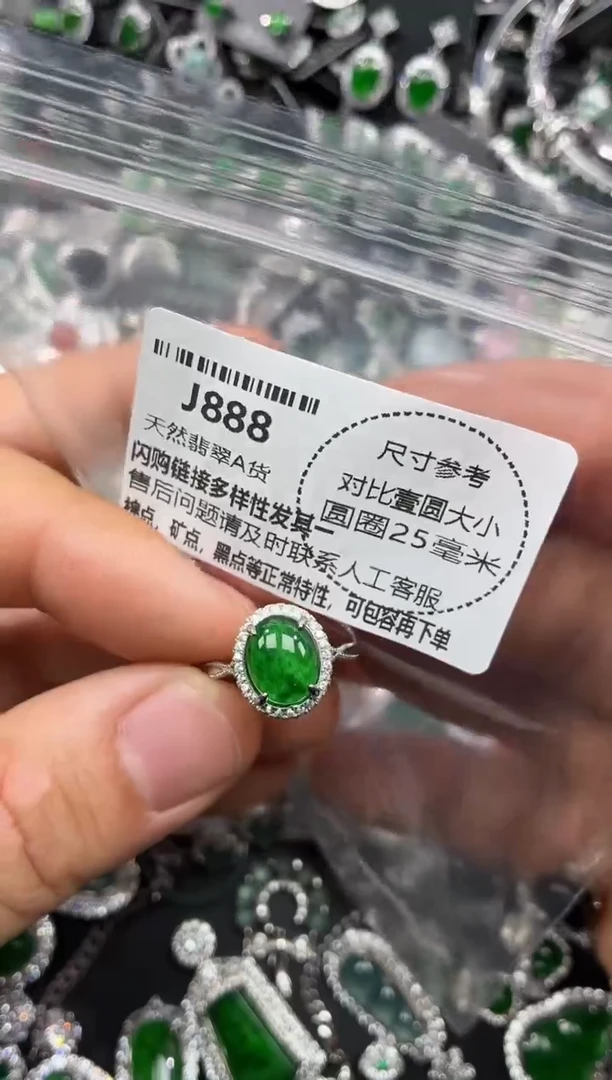 J888
天然翡翠A货
闪购链接多样性发其一
售后问题请及时联系人工客服
棉点，矿点，黑点等正常特性，可包容再下单
尺寸参考
对比壹圆大小
圆圈25毫米